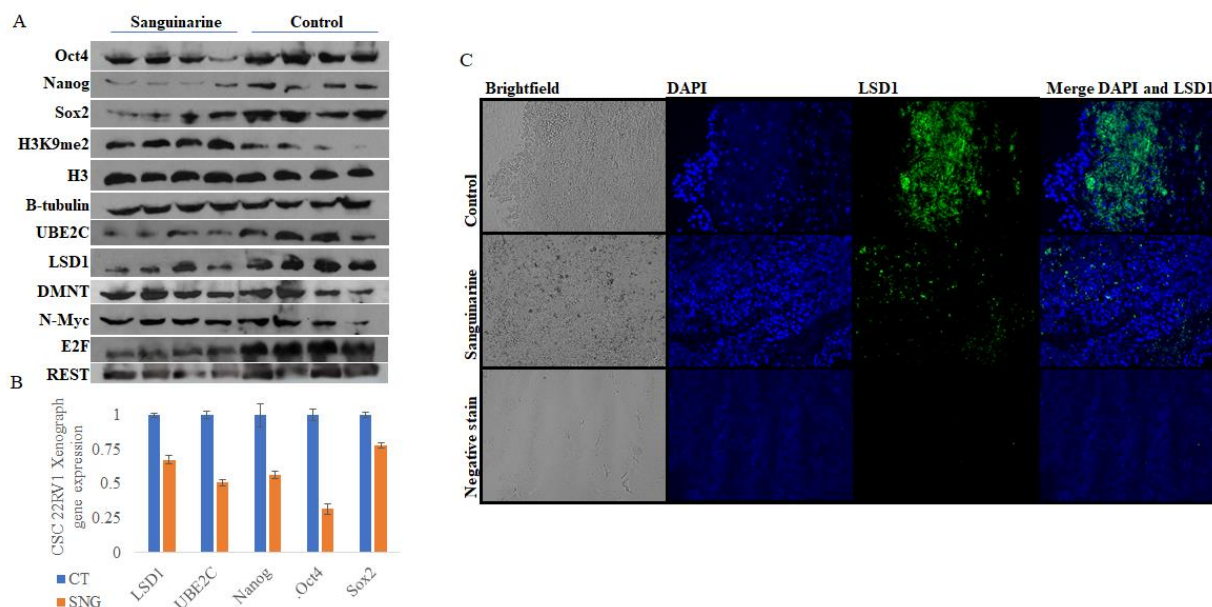 A
Sanguinarine Control
Oct4
Nanog
Sox2
H3K9me2
H3
B-tubulin
UBE2C
LSD1
DMNT
N-Myc
E2F
REST
B
CSC 22RV1 Xenograph
gene expression
1
0.75
0.5
0.25
0
LSD1
UBE2C
Nanog
.Oct4
Sox2
CT
SNG
C
Brightfield DAPI LSD1 Merge DAPI and LSD1
Control
Sanguinarine
Negative stain